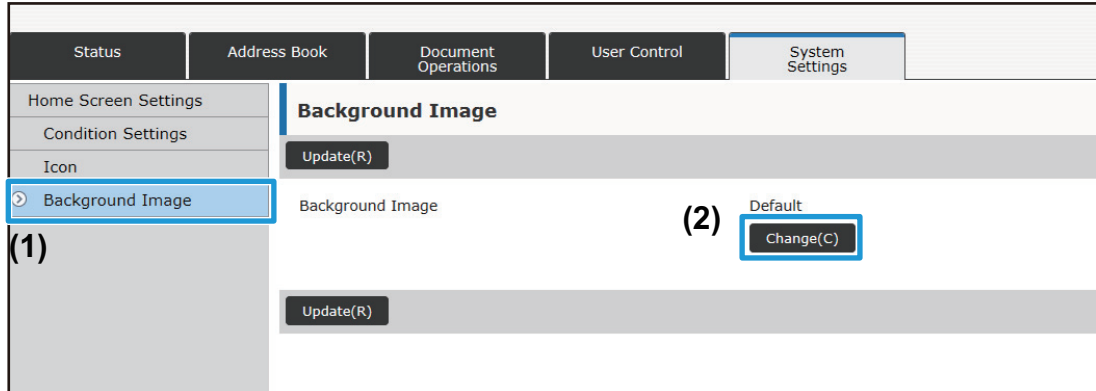 Status
Address Book
Document
Operations
User Control
System
Settings
Home Screen Settings
Condition Settings
Icon
Background Image
(1)
Background Image
Update(R)
Background Image
Default
(2)
Change(C)
Update(R)